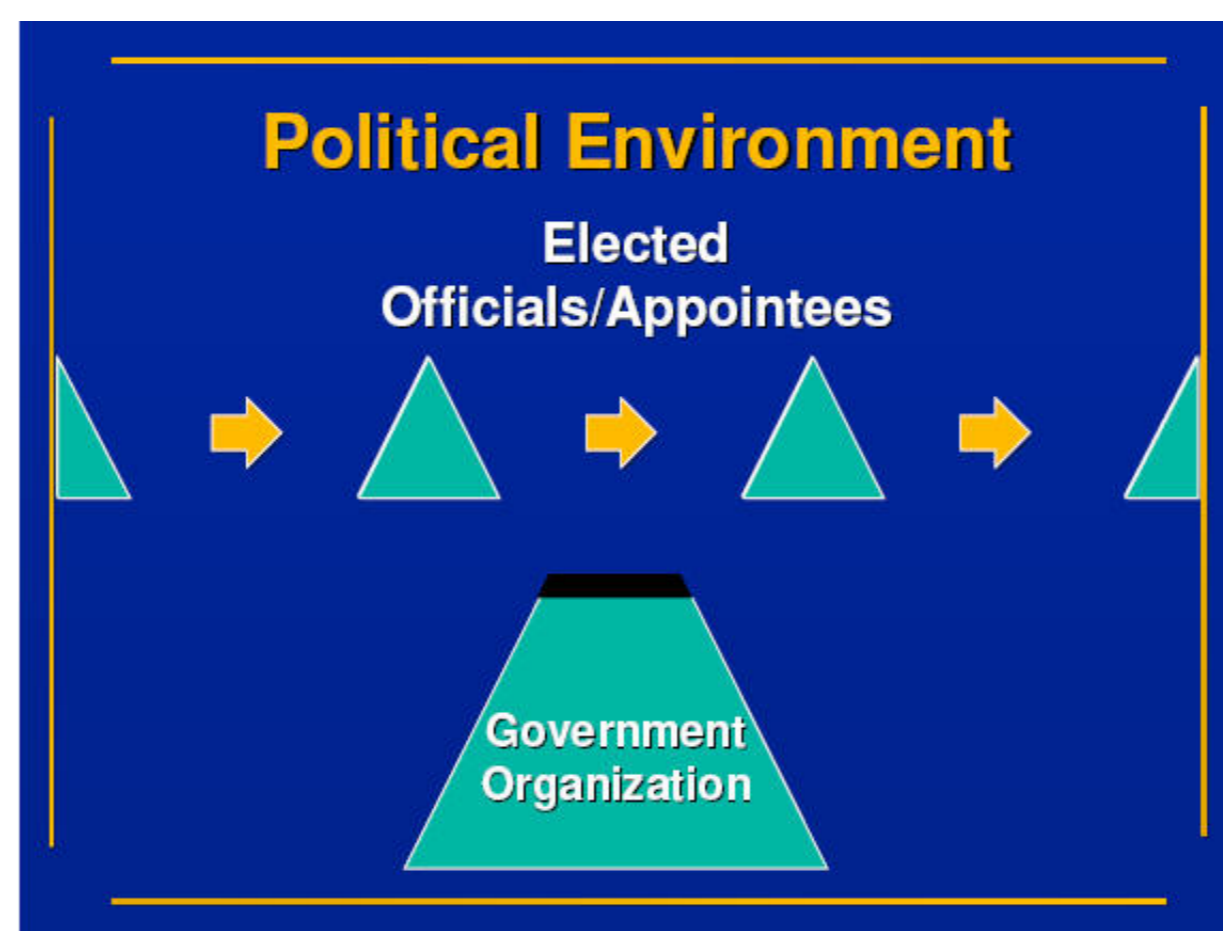 Political Environment
Elected
Officials/Appointees
Government
Organization